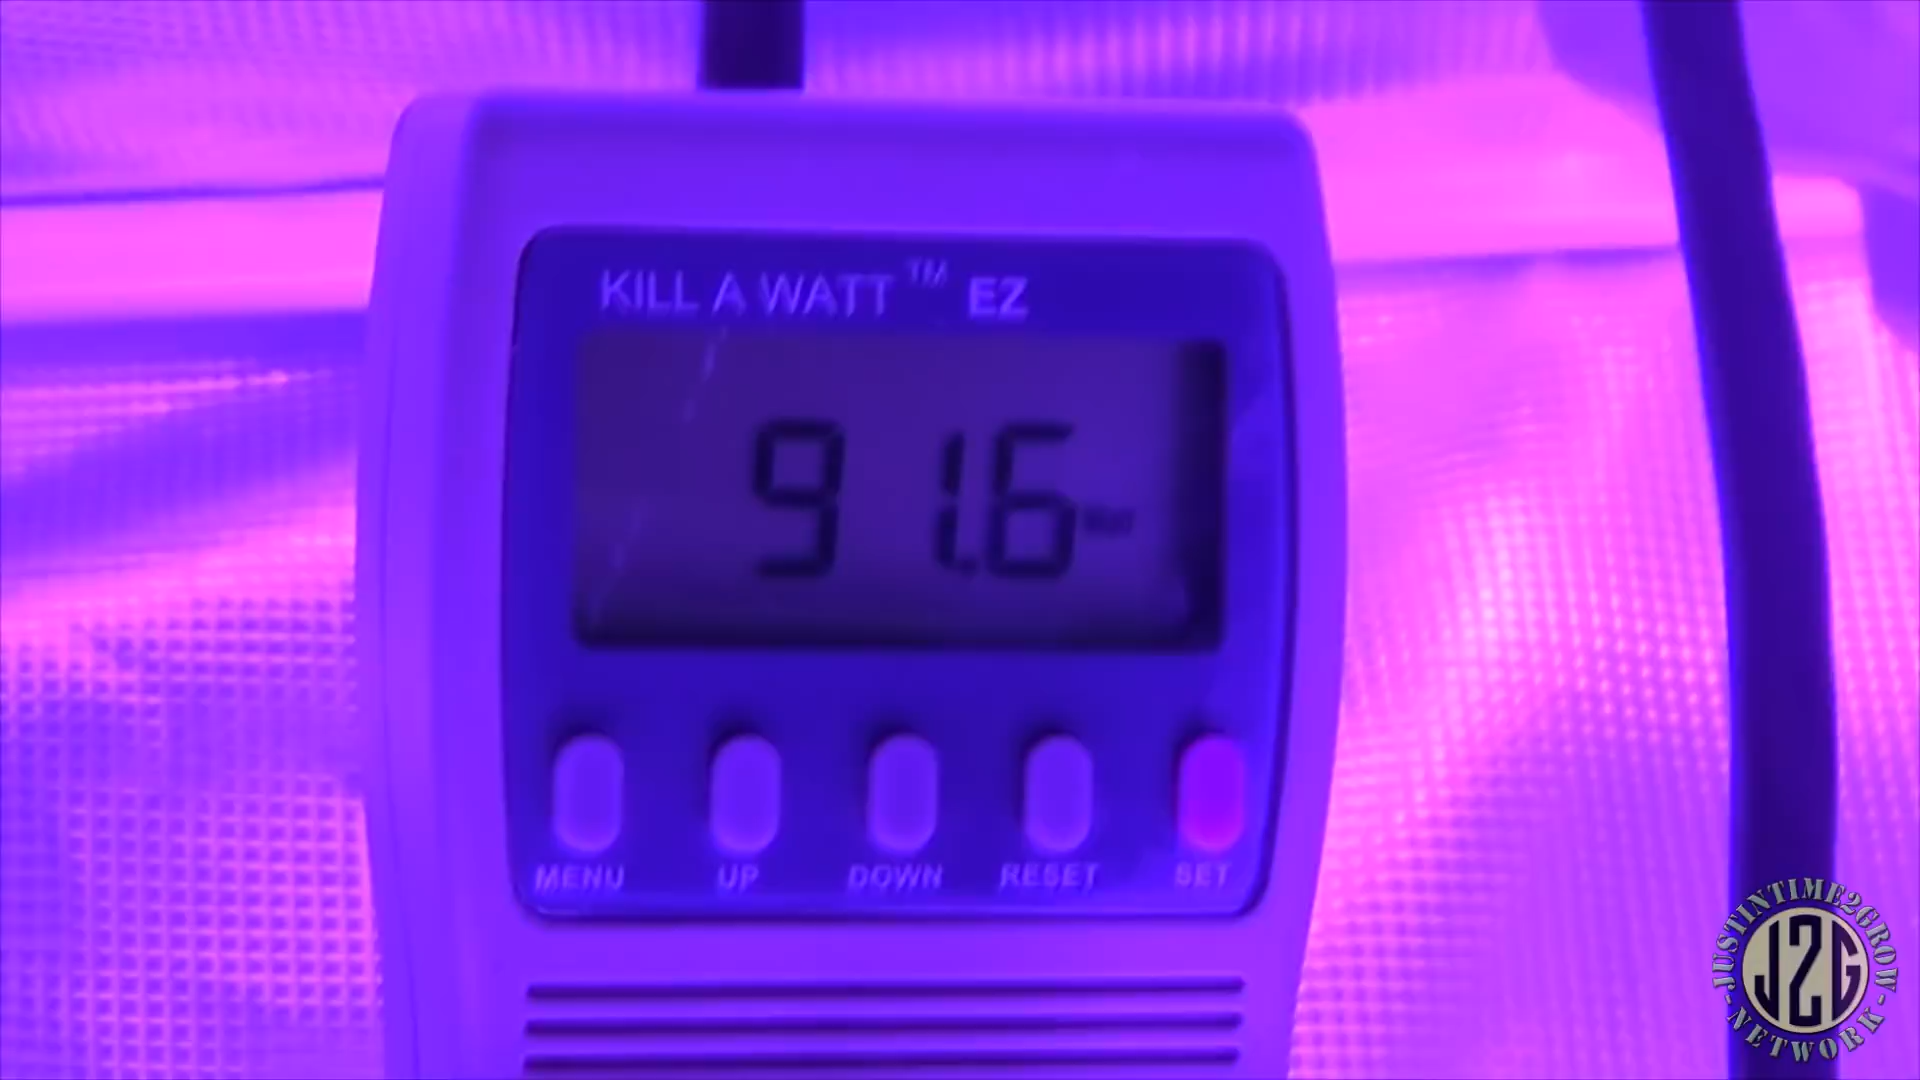 KILL A WATT™ EZ
91.6
MENU UP DOWN RESET SET
JUSTINTIME2GROW
J2G
-NETWORK-